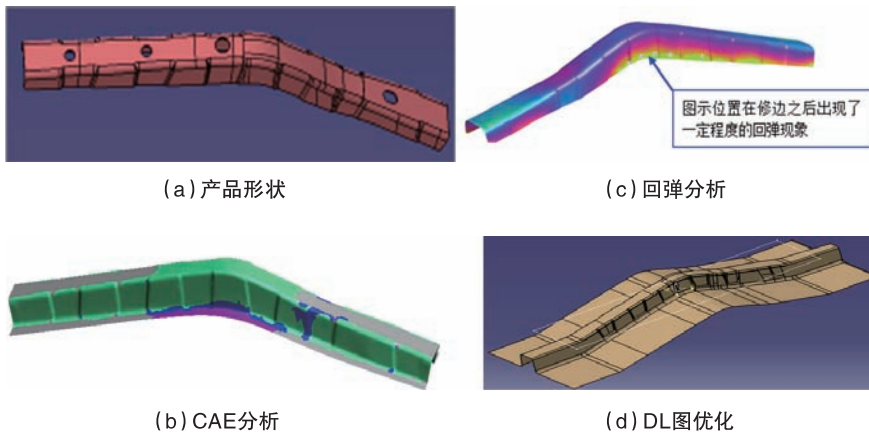 图示位置在修边之后出现了
一定程度的回弹现象
(a)产品形状
(c)回弹分析
(b)CAE分析
(d)DL图优化